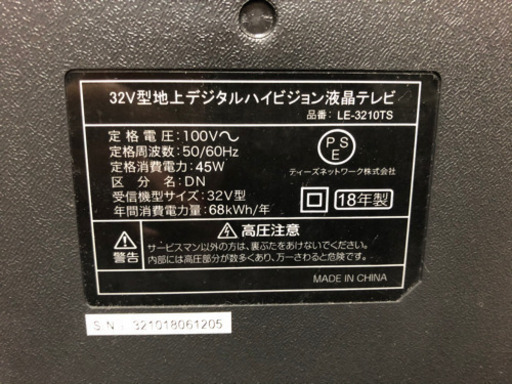 32V型地上デジタルハイビジョン液晶テレビ
品番: LE-3210TS
定格電圧:100V〜
定格周波数:50/60Hz
定格消費電力:45W
区分名:DN
受信機型サイズ:32V型
年間消費電力量:68kWh/年
PSE
ティーズネットワーク株式会社
18年製
警告
高圧注意
サービスマン以外の方は、裏ぶたをあけないでください。
内部には高圧部分が数多くあり、万一さわると危険です。
MADE IN CHINA
S.N : 321018061205